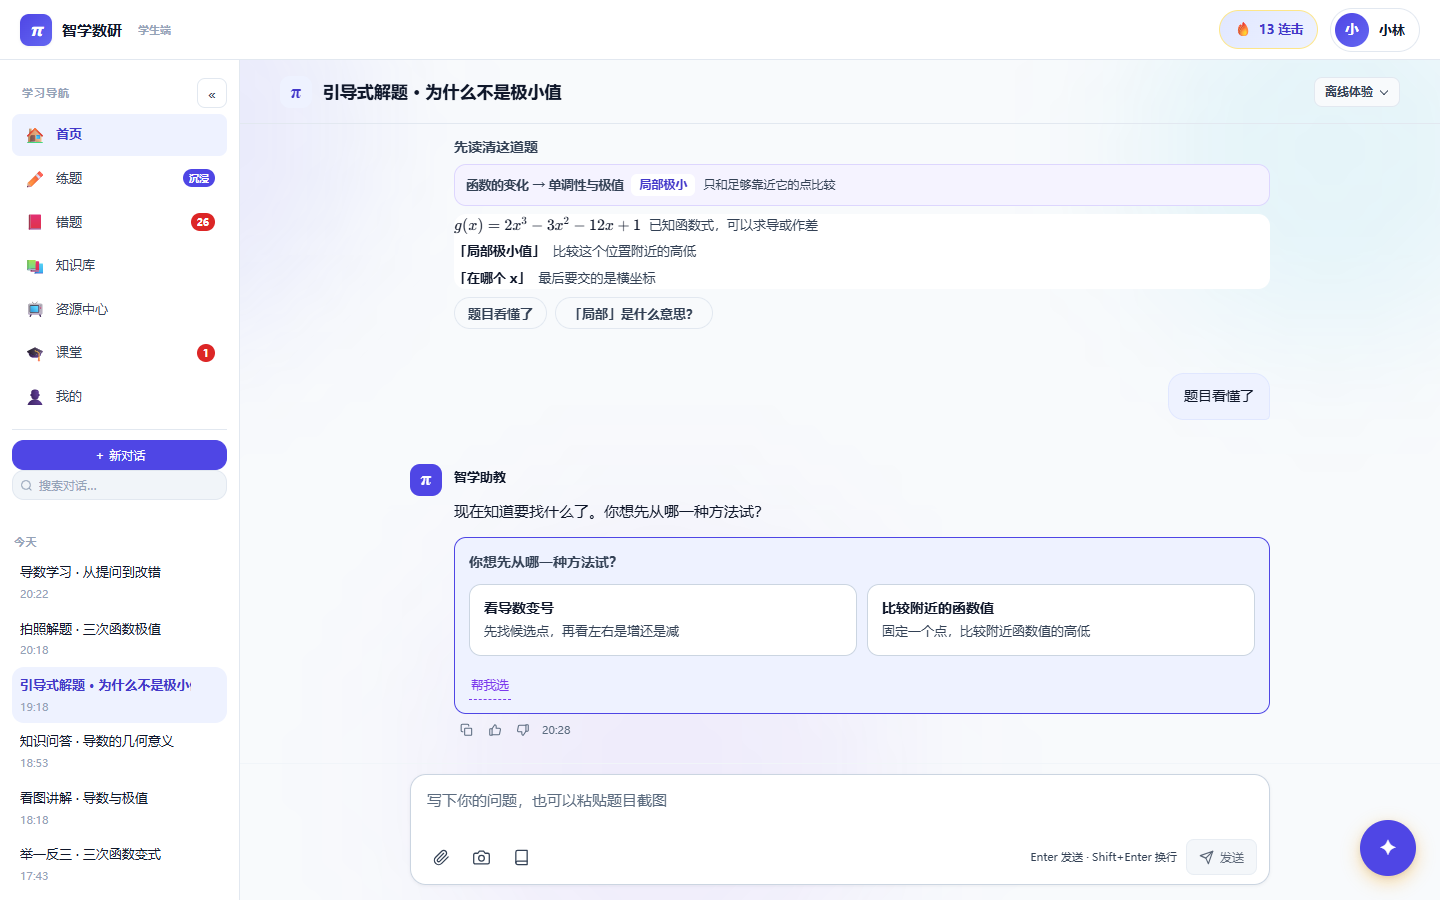 π 智学数研 学生端
13 连击
小 小林
学习导航 «
首页
练题 沉浸
错题 26
知识库
资源中心
课堂 1
我的
+ 新对话
搜索对话...
今天
导数学习 · 从提问到改错
20:22
拍照解题 · 三次函数极值
20:18
引导式解题 • 为什么不是极小
19:18
知识问答 · 导数的几何意义
18:53
看图讲解 · 导数与极值
18:18
举一反三 · 三次函数变式
17:43
π 引导式解题 • 为什么不是极小值
离线体验
先读清这道题
函数的变化 → 单调性与极值 局部极小 只和足够靠近它的点比较
g(x) = 2x³ − 3x² − 12x + 1 已知函数式，可以求导或作差
「局部极小值」 比较这个位置附近的高低
「在哪个 x」 最后要交的是横坐标
题目看懂了 「局部」是什么意思?
题目看懂了
π 智学助教
现在知道要找什么了。你想先从哪一种方法试?
你想先从哪一种方法试?
看导数变号
先找候选点，再看左右是增还是减
比较附近的函数值
固定一个点，比较附近函数值的高低
帮我选
20:28
写下你的问题，也可以粘贴题目截图
Enter 发送 · Shift+Enter 换行 发送